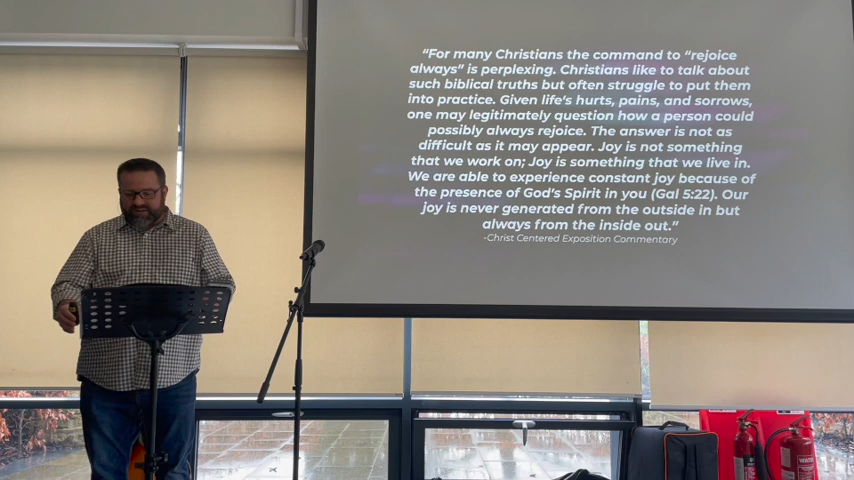 “For many Christians the command to “rejoice
always” is perplexing. Christians like to talk about
such biblical truths but often struggle to put them
into practice. Given life’s hurts, pains, and sorrows,
one may legitimately question how a person could
possibly always rejoice. The answer is not as
difficult as it may appear. Joy is not something
that we work on; Joy is something that we live in.
We are able to experience constant joy because of
the presence of God’s Spirit in you (Gal 5:22). Our
joy is never generated from the outside in but
always from the inside out.”
-Christ Centered Exposition Commentary
WATER